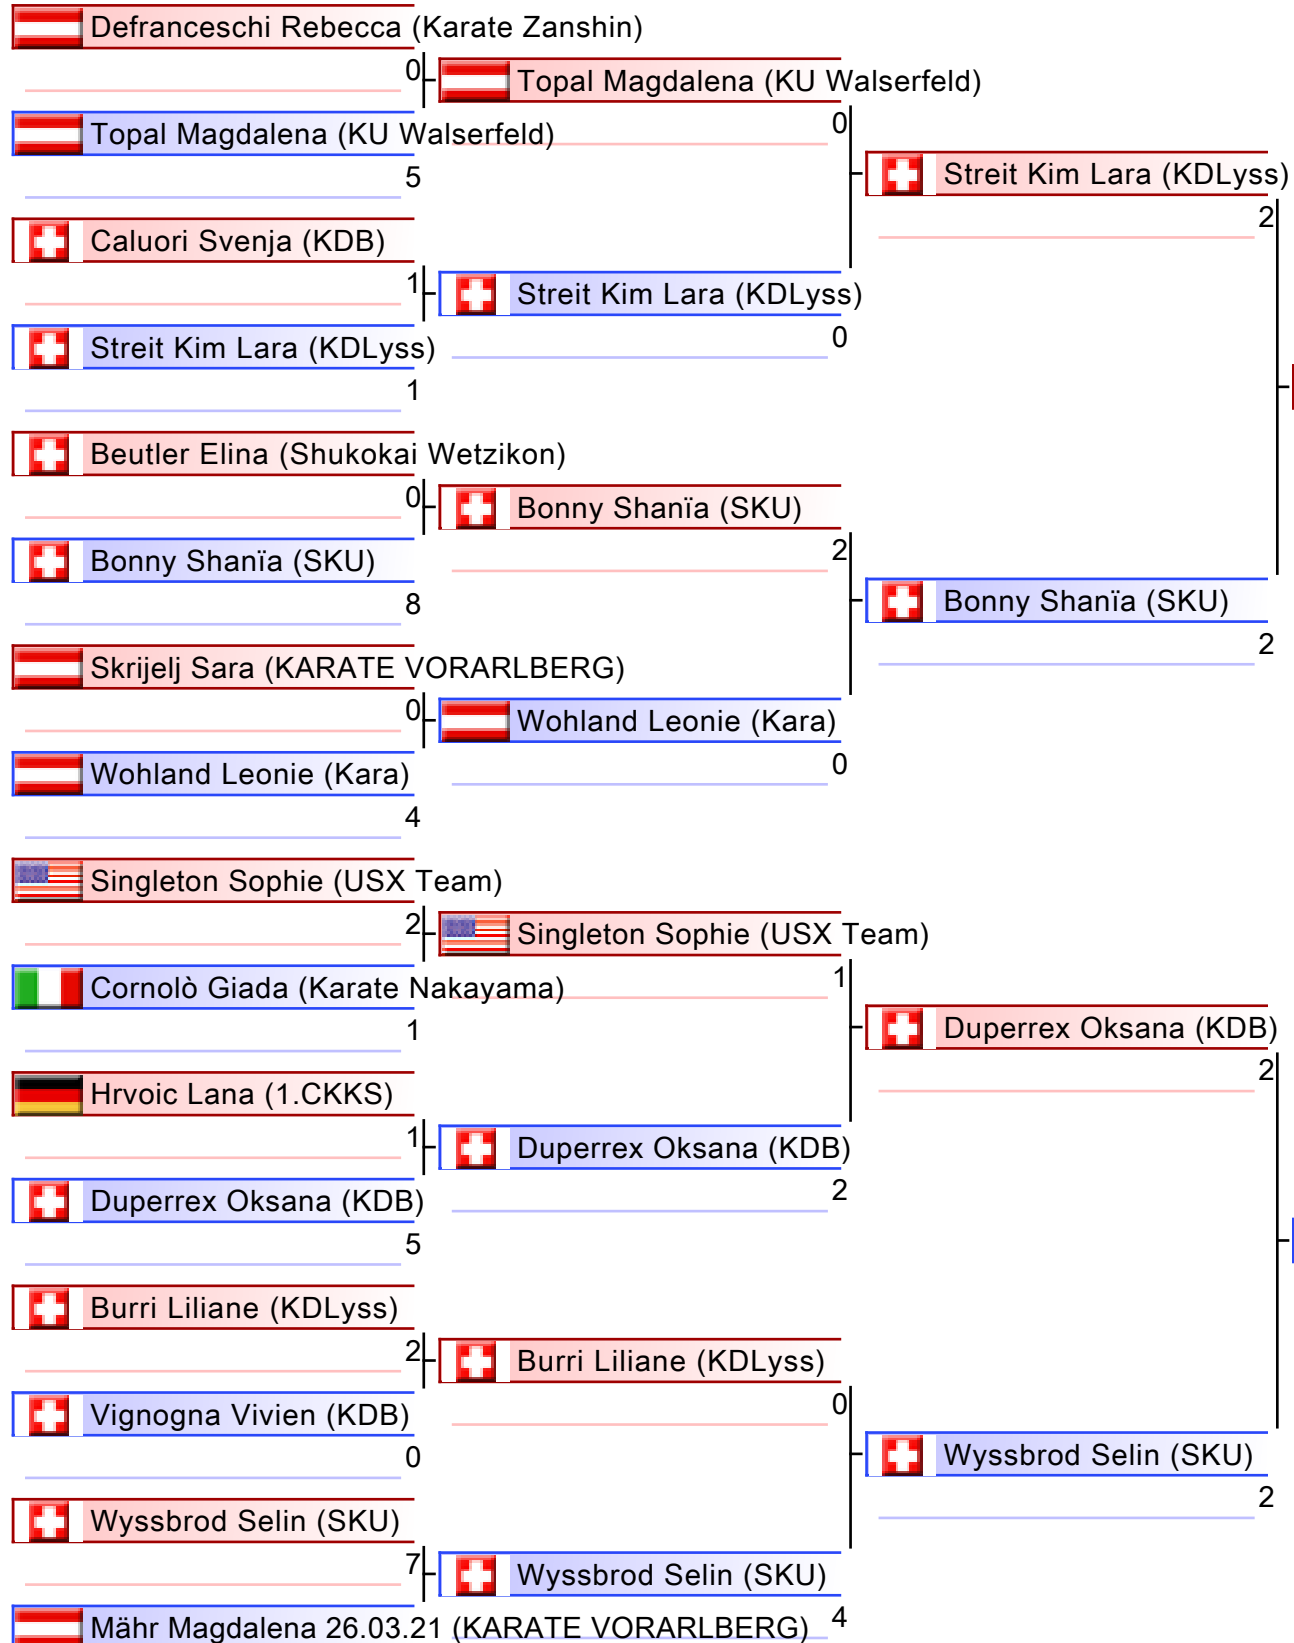 Defranceschi Rebecca (Karate Zanshin)
0
Topal Magdalena (KU Walserfeld)
Topal Magdalena (KU Walserfeld)
0
5
Streit Kim Lara (KDLyss)
2
Caluori Svenja (KDB)
1
Streit Kim Lara (KDLyss)
0
Streit Kim Lara (KDLyss)
1
Beutler Elina (Shukokai Wetzikon)
0
Bonny Shanïa (SKU)
2
Bonny Shanïa (SKU)
8
Bonny Shanïa (SKU)
2
Skrijelj Sara (KARATE VORARLBERG)
0
Wohland Leonie (Kara)
0
Wohland Leonie (Kara)
4
Singleton Sophie (USX Team)
2
Singleton Sophie (USX Team)
1
Cornolò Giada (Karate Nakayama)
1
Duperrex Oksana (KDB)
2
Hrvoic Lana (1.CKKS)
1
Duperrex Oksana (KDB)
2
Duperrex Oksana (KDB)
5
Burri Liliane (KDLyss)
2
Burri Liliane (KDLyss)
0
Vignogna Vivien (KDB)
0
Wyssbrod Selin (SKU)
2
Wyssbrod Selin (SKU)
7
Wyssbrod Selin (SKU)
4
Mähr Magdalena 26.03.21 (KARATE VORARLBERG)